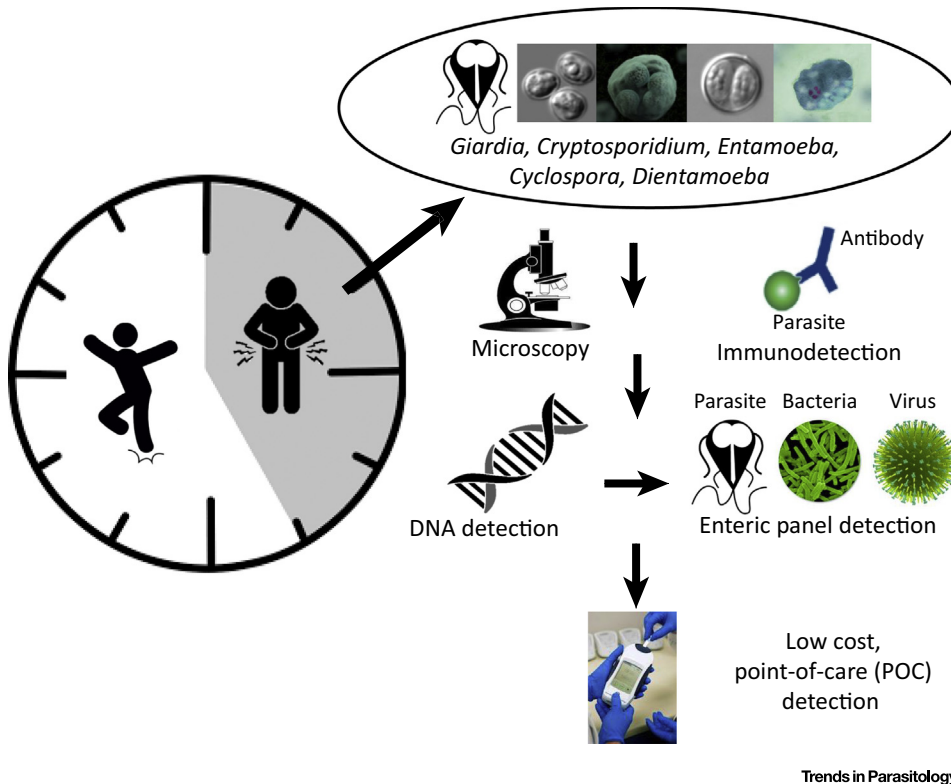 Giardia, Cryptosporidium, Entamoeba,
Cyclospora, Dientamoeba
Antibody
Parasite
Microscopy
Immunodetection
Parasite
Bacteria
Virus
DNA detection
Enteric panel detection
Low cost,
point-of-care (POC)
detection
Trends in Parasitology